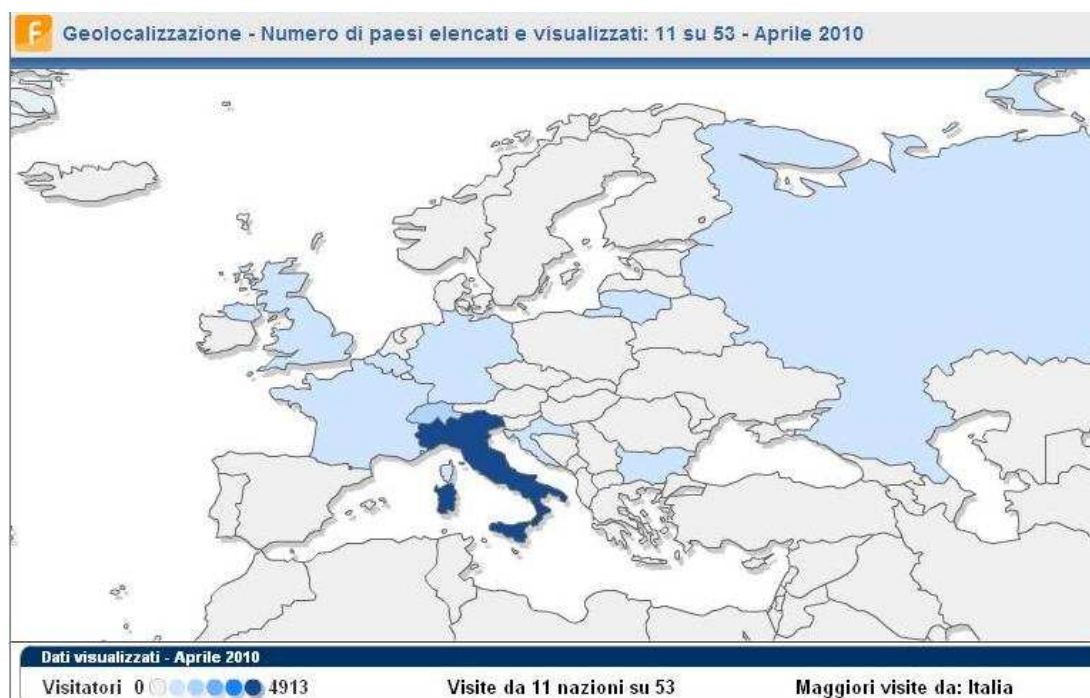 F Geolocalizzazione - Numero di paesi elencati e visualizzati: 11 su 53 - Aprile 2010
Dati visualizzati - Aprile 2010
Visitatori 0 4913 Visite da 11 nazioni su 53 Maggiori visite da: Italia